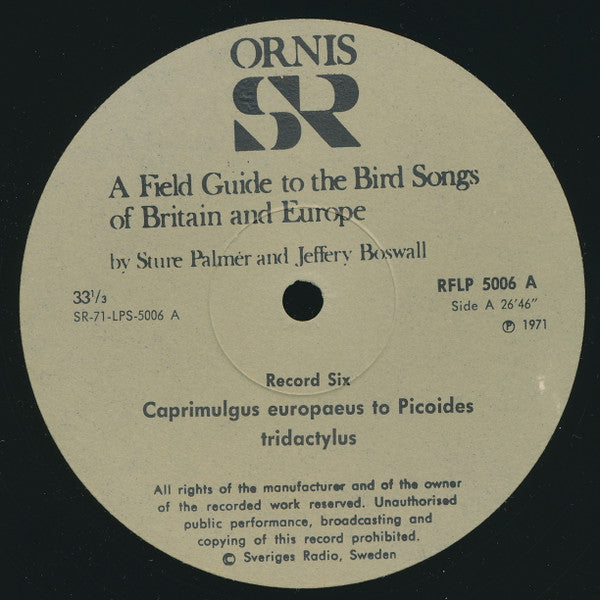 ORNIS
SR
A Field Guide to the Bird Songs
of Britain and Europe
by Sture Palmér and Jeffery Boswall
33 1/3
SR-71-LPS-5006 A
RFLP 5006 A
Side A 26'46"
℗ 1971
Record Six
Caprimulgus europaeus to Picoides
tridactylus
All rights of the manufacturer and of the owner
of the recorded work reserved. Unauthorised
public performance, broadcasting and
copying of this record prohibited.
© Sveriges Radio, Sweden